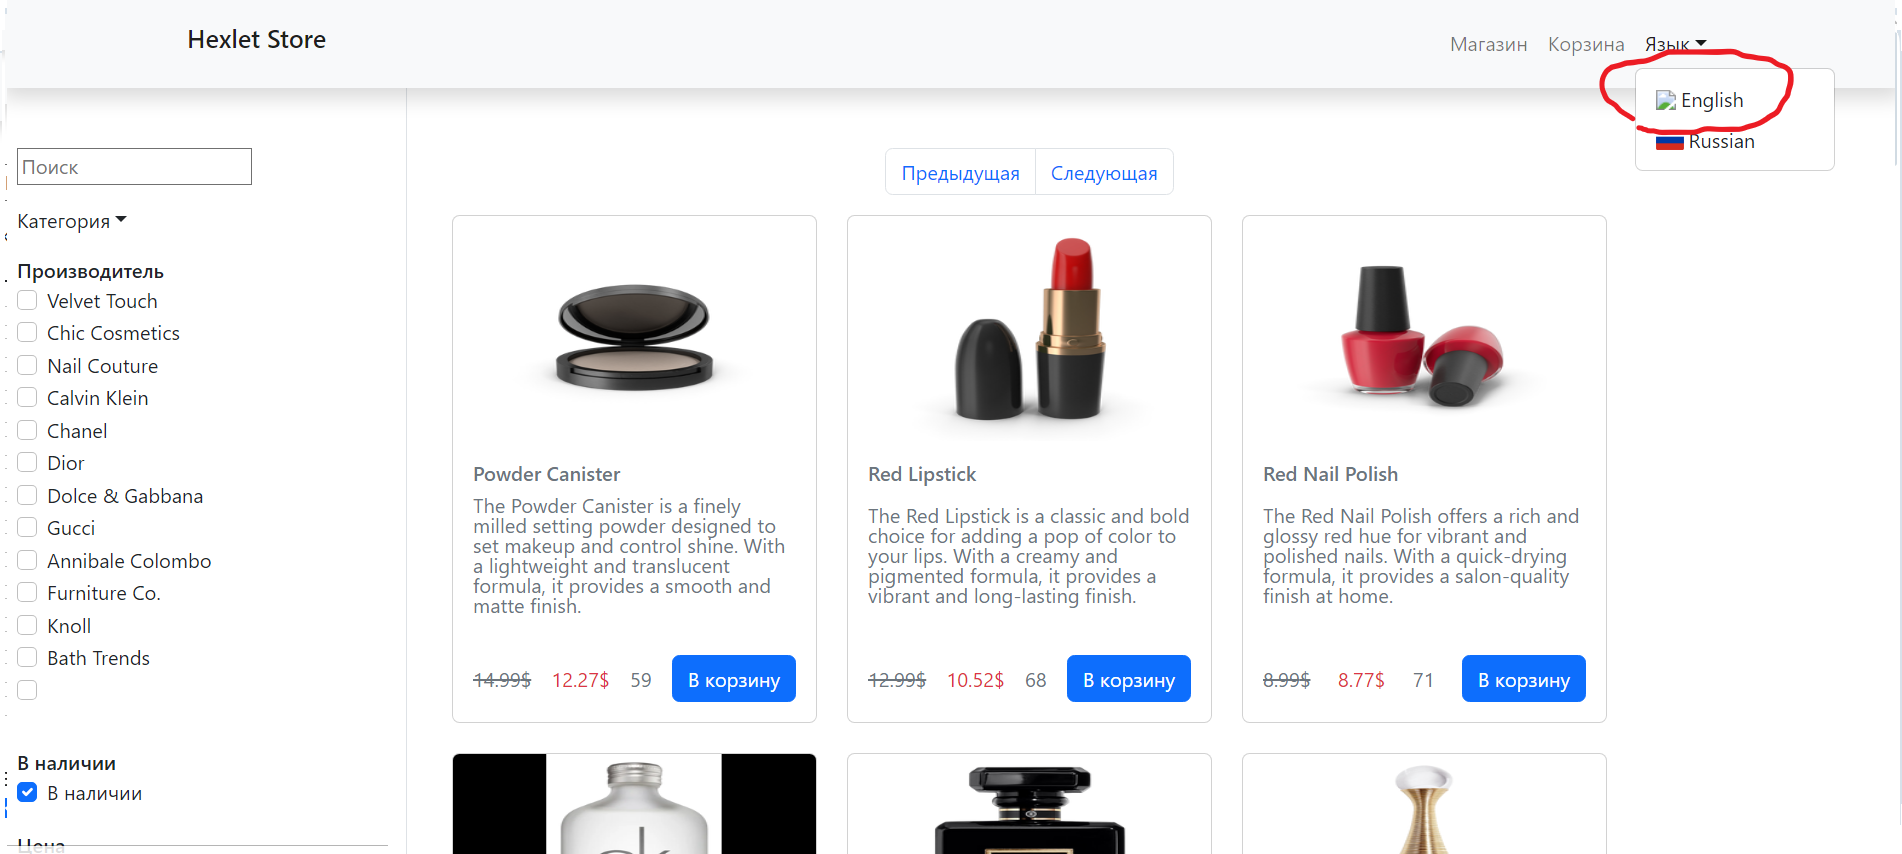 Hexlet Store
Магазин Корзина Язык
English
Russian
Поиск
Категория
Производитель
Velvet Touch
Chic Cosmetics
Nail Couture
Calvin Klein
Chanel
Dior
Dolce & Gabbana
Gucci
Annibale Colombo
Furniture Co.
Knoll
Bath Trends
В наличии
В наличии
Цена
Предыдущая Следующая
Powder Canister
The Powder Canister is a finely
milled setting powder designed to
set makeup and control shine. With
a lightweight and translucent
formula, it provides a smooth and
matte finish.
14.99$ 12.27$ 59 В корзину
Red Lipstick
The Red Lipstick is a classic and bold
choice for adding a pop of color to
your lips. With a creamy and
pigmented formula, it provides a
vibrant and long-lasting finish.
12.99$ 10.52$ 68 В корзину
Red Nail Polish
The Red Nail Polish offers a rich and
glossy red hue for vibrant and
polished nails. With a quick-drying
formula, it provides a salon-quality
finish at home.
8.99$ 8.77$ 71 В корзину